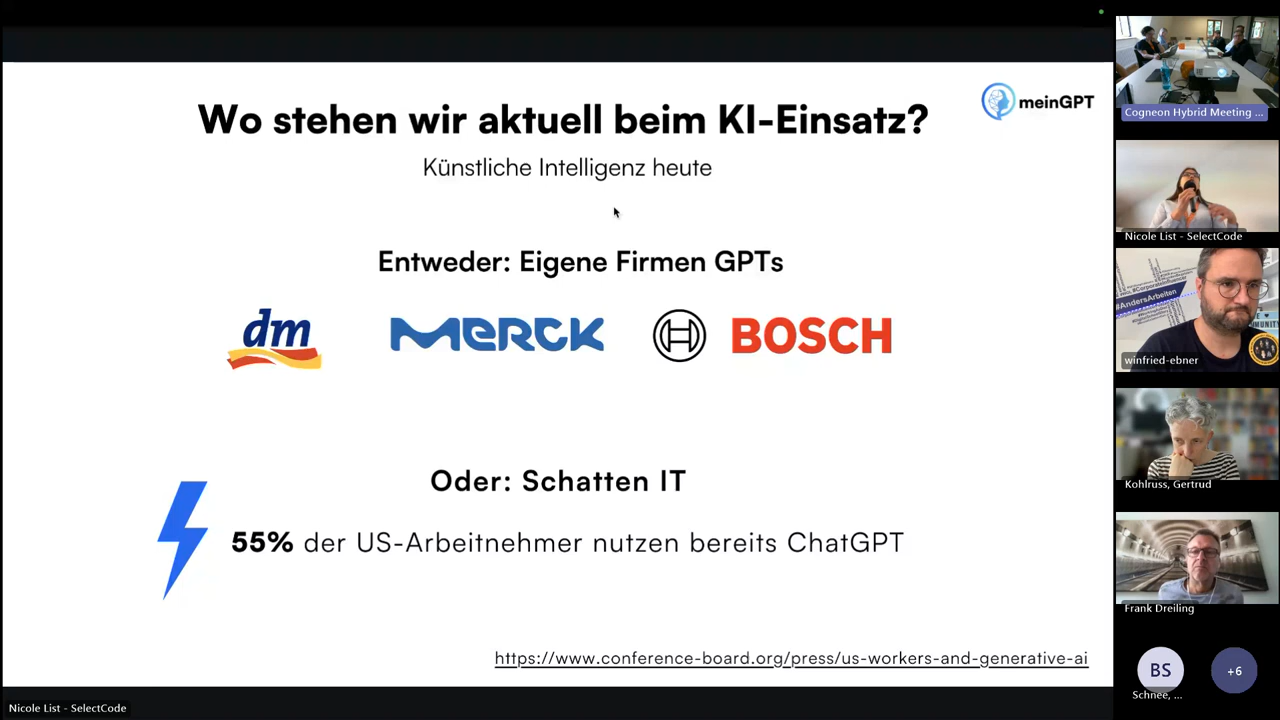 Wo stehen wir aktuell beim KI-Einsatz?
meinGPT
Künstliche Intelligenz heute
Entweder: Eigene Firmen GPTs
dm
MERCK
BOSCH
Oder: Schatten IT
55% der US-Arbeitnehmer nutzen bereits ChatGPT
https://www.conference-board.org/press/us-workers-and-generative-ai
Nicole List - SelectCode
Cogneon Hybrid Meeting ...
Nicole List - SelectCode
#AndersArbeiten
winfried-ebner
Kohlruss, Gertrud
Frank Dreiling
BS
Schnee, ...
+6